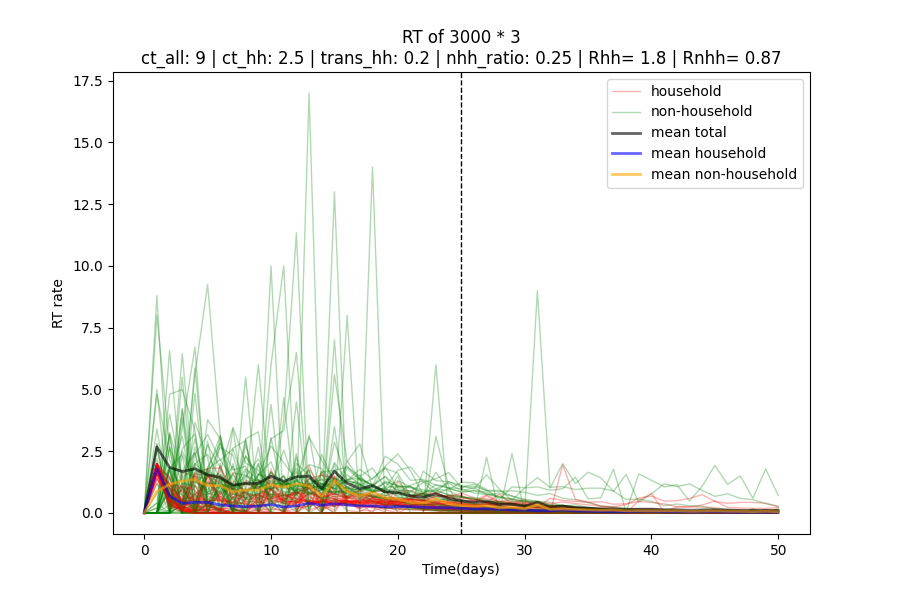 RT of 3000 * 3
ct_all: 9 | ct_hh: 2.5 | trans_hh: 0.2 | nhh_ratio: 0.25 | Rhh= 1.8 | Rnhh= 0.87
17.5
15.0
12.5
10.0
7.5
5.0
2.5
0.0
RT rate
household
non-household
mean total
mean household
mean non-household
0 10 20 30 40 50
Time(days)